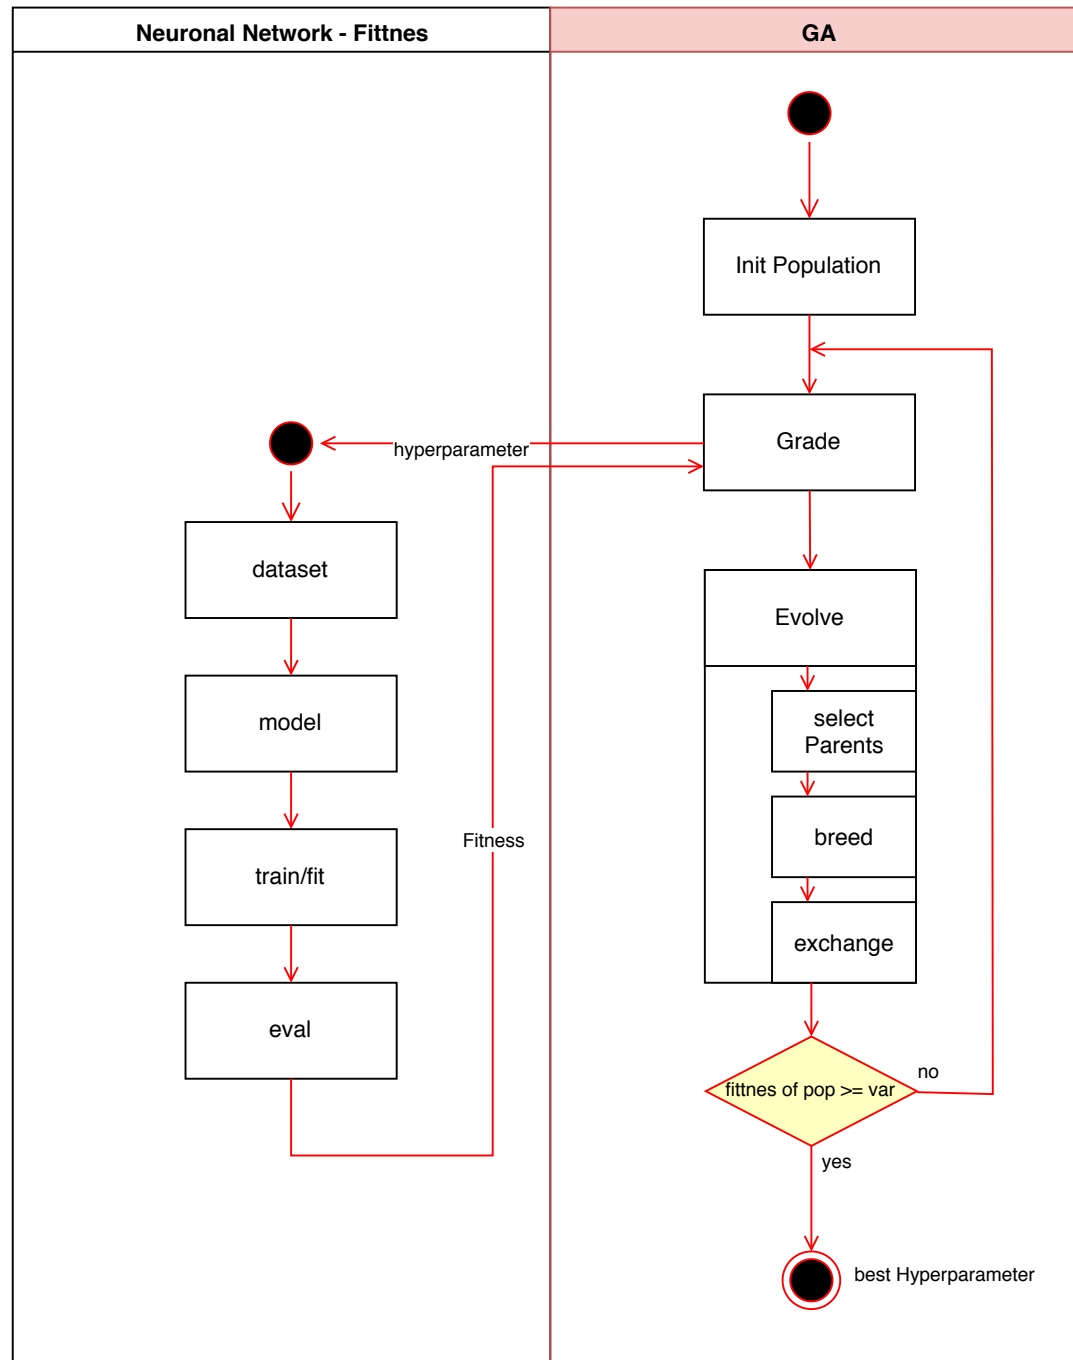 Neuronal Network - Fittnes
GA
Init Population
Grade
hyperparameter
dataset
Evolve
model
select
Parents
breed
Fitness
train/fit
exchange
eval
fittnes of pop >= var
no
yes
best Hyperparameter